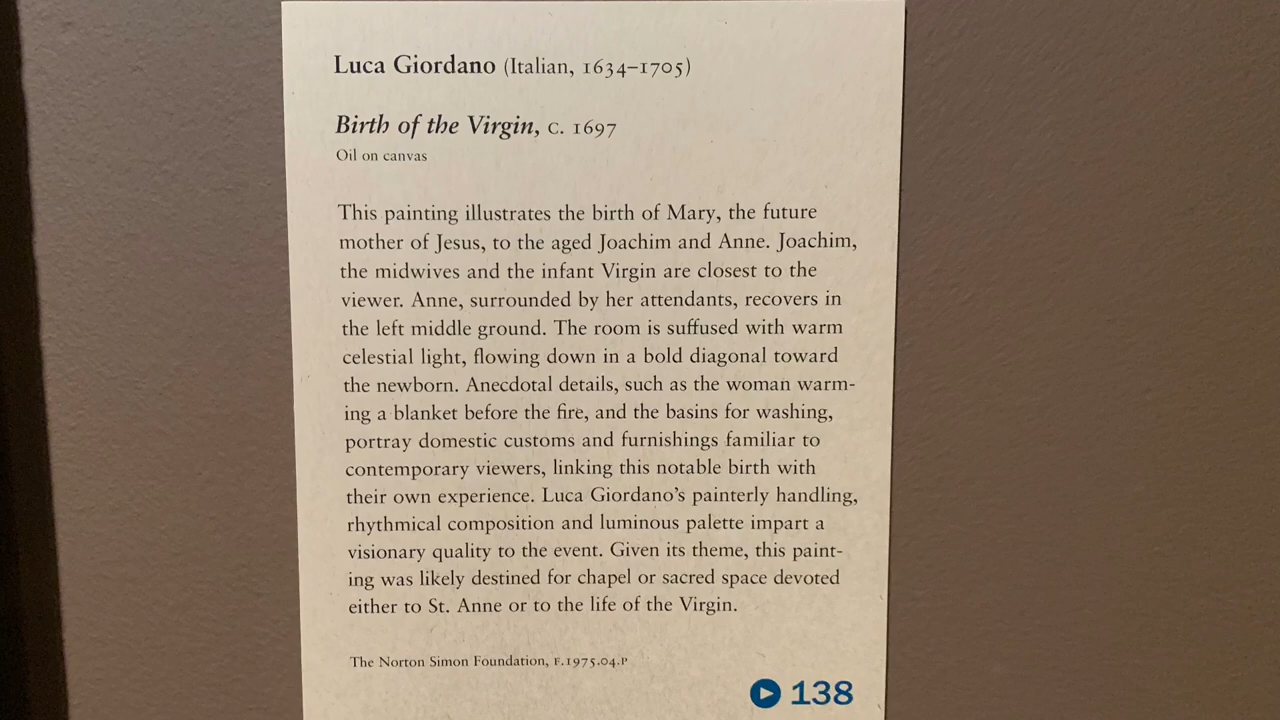 Luca Giordano (Italian, 1634–1705)
Birth of the Virgin, c. 1697
Oil on canvas
This painting illustrates the birth of Mary, the future
mother of Jesus, to the aged Joachim and Anne. Joachim,
the midwives and the infant Virgin are closest to the
viewer. Anne, surrounded by her attendants, recovers in
the left middle ground. The room is suffused with warm
celestial light, flowing down in a bold diagonal toward
the newborn. Anecdotal details, such as the woman warm-
ing a blanket before the fire, and the basins for washing,
portray domestic customs and furnishings familiar to
contemporary viewers, linking this notable birth with
their own experience. Luca Giordano’s painterly handling,
rhythmical composition and luminous palette impart a
visionary quality to the event. Given its theme, this paint-
ing was likely destined for chapel or sacred space devoted
either to St. Anne or to the life of the Virgin.
The Norton Simon Foundation, F.1975.04.P
138